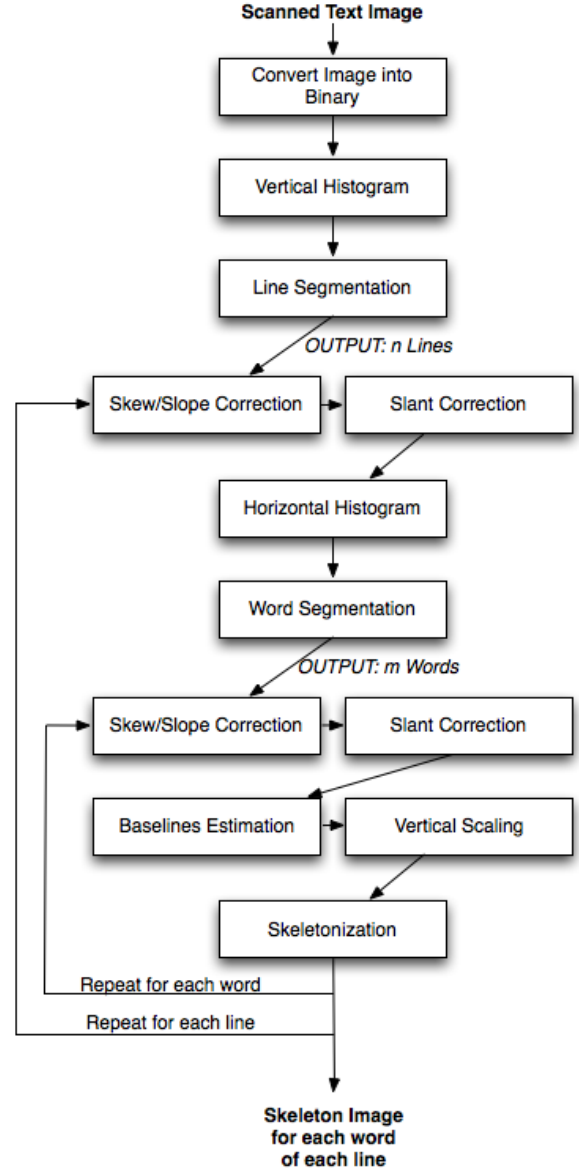 Scanned Text Image
Convert Image into
Binary
Vertical Histogram
Line Segmentation
OUTPUT: n Lines
Skew/Slope Correction
Slant Correction
Horizontal Histogram
Word Segmentation
OUTPUT: m Words
Skew/Slope Correction
Slant Correction
Baselines Estimation
Vertical Scaling
Skeletonization
Repeat for each word
Repeat for each line
Skeleton Image
for each word
of each line